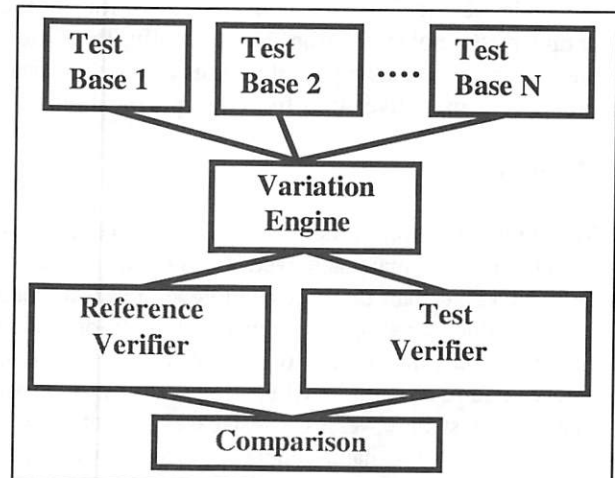 Test Test Test
Base 1 Base 2 .... Base N
Variation
Engine
Reference Test
Verifier Verifier
Comparison